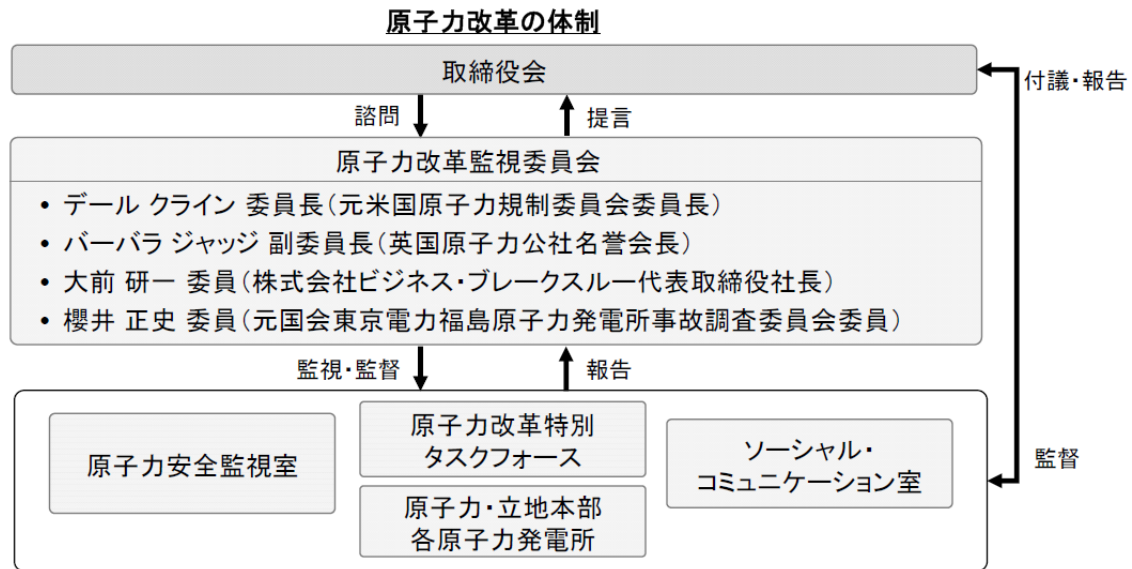 原子力改革の体制
取締役会
付議・報告
諮問
提言
原子力改革監視委員会
• デール クライン 委員長（元米国原子力規制委員会委員長）
• バーバラ ジャッジ 副委員長（英国原子力公社名誉会長）
• 大前 研一 委員（株式会社ビジネス・ブレークスルー代表取締役社長）
• 櫻井 正史 委員（元国会東京電力福島原子力発電所事故調査委員会委員）
監視・監督
報告
原子力安全監視室
原子力改革特別
タスクフォース
原子力・立地本部
各原子力発電所
ソーシャル・
コミュニケーション室
監督